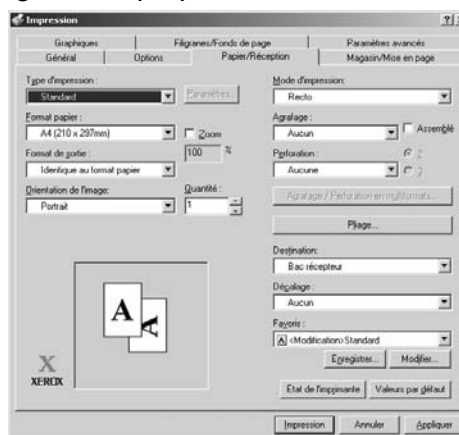 Impression
Graphiques
Filigranes/Fonds de page
Paramètres avancés
Général
Options
Papier/Réception
Magasin/Mise en page
Type d'impression :
Standard
Paramètres...
Format papier :
A4 (210 x 297mm)
Zoom
Format de sortie :
100 %
Identique au format papier
Orientation de l'image:
Quantité :
Portrait
1
Mode d'impression:
Recto
Agrafage :
Aucun
Assemblé
Perforation :
2
Aucune
3
Agrafage / Perforation en multiformats...
Pliage...
Destination:
Bac récepteur
Décalage :
Aucun
Favoris :
A <Modification> Standard
Enregistrer...
Modifier...
État de l'imprimante
Valeurs par défaut
A
A
X
XEROX
Impression
Annuler
Appliquer